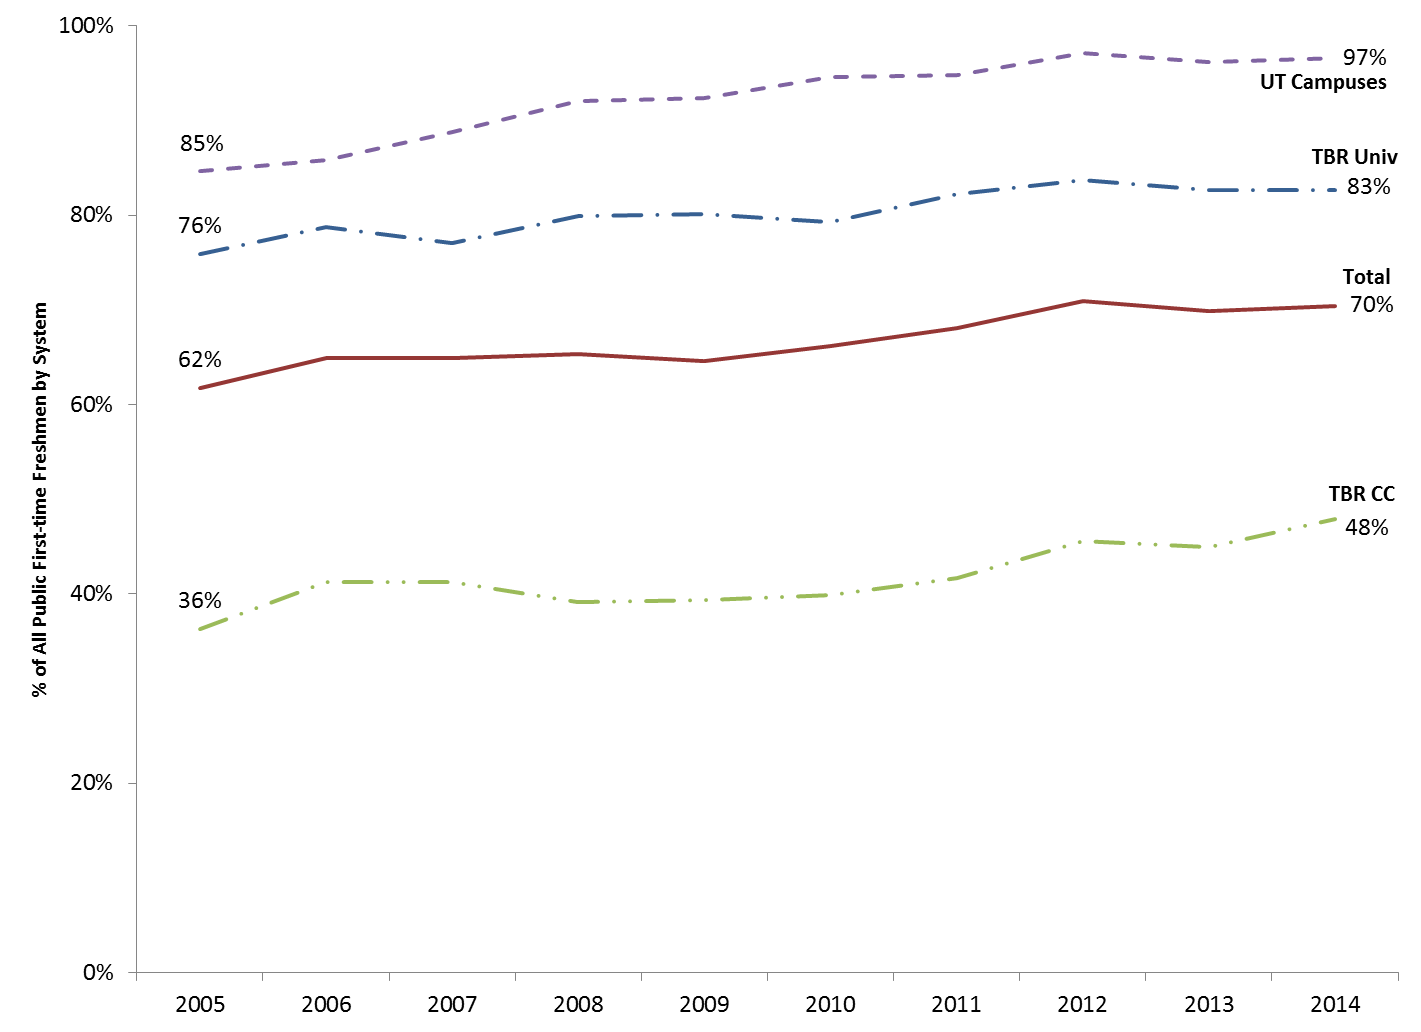 100%
97%
UT Campuses
85%
TBR Univ
83%
80%
76%
Total
70%
% of All Public First-time Freshmen by System
62%
60%
TBR CC
48%
40%
36%
20%
0%
2005 2006 2007 2008 2009 2010 2011 2012 2013 2014